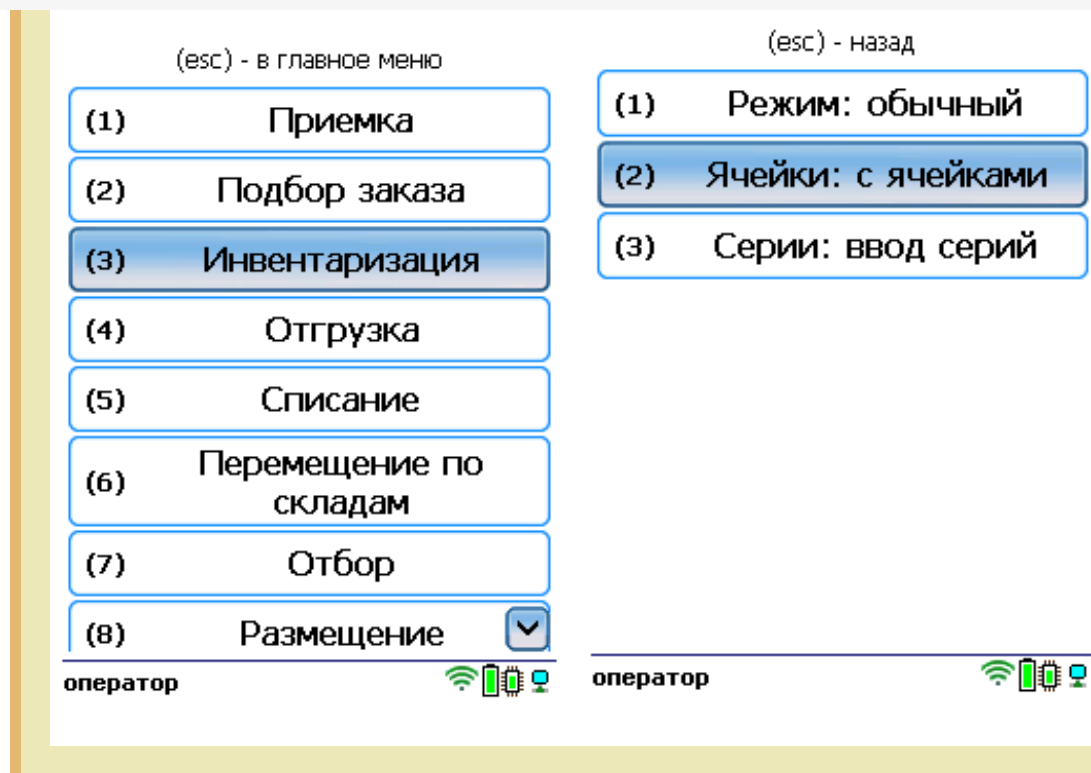 (esc) - в главное меню
(1) Приемка
(2) Подбор заказа
(3) Инвентаризация
(4) Отгрузка
(5) Списание
(6) Перемещение по
складам
(7) Отбор
(8) Размещение
оператор
(esc) - назад
(1) Режим: обычный
(2) Ячейки: с ячейками
(3) Серии: ввод серий
оператор